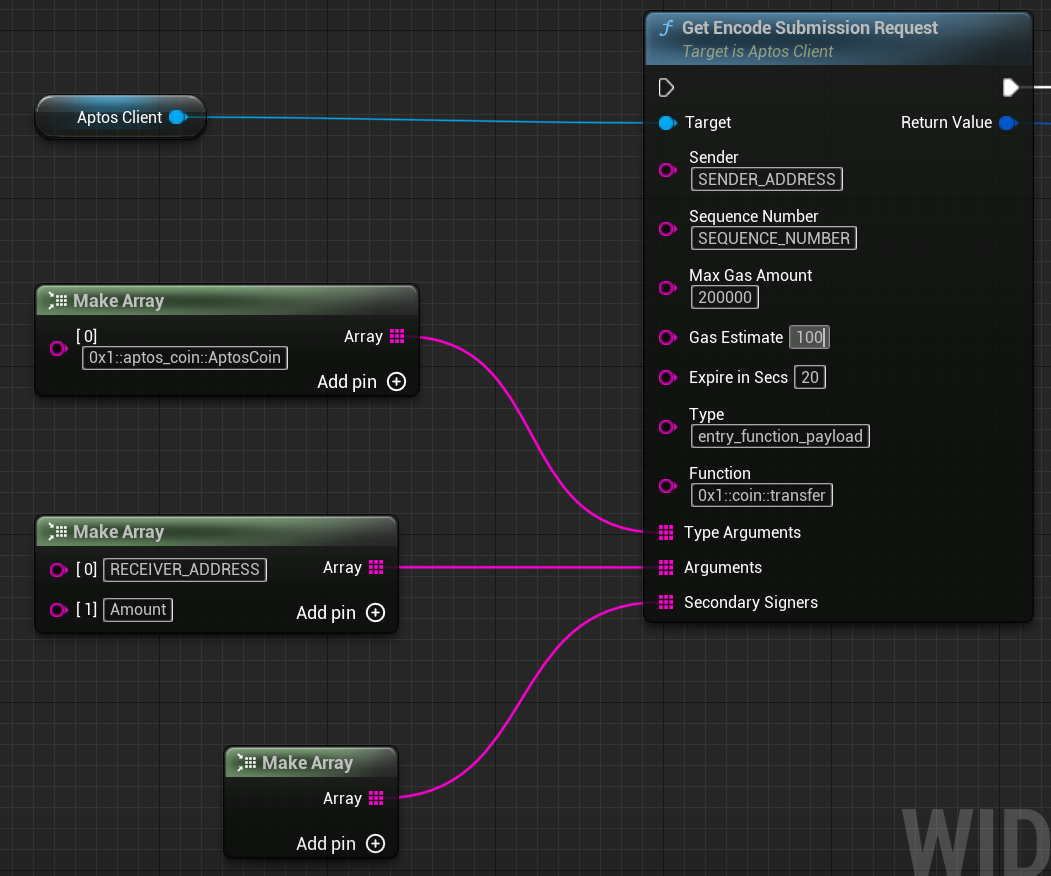 Get Encode Submission Request
Target is Aptos Client
Aptos Client
Target
Return Value
Sender
SENDER_ADDRESS
Sequence Number
SEQUENCE_NUMBER
Max Gas Amount
200000
Gas Estimate 100
Expire in Secs 20
Type
entry_function_payload
Function
0x1::coin::transfer
Type Arguments
Arguments
Secondary Signers
Make Array
[0]
0x1::aptos_coin::AptosCoin
Array
Add pin
Make Array
[0] RECEIVER_ADDRESS
Array
[1] Amount
Add pin
Make Array
Array
Add pin
WID